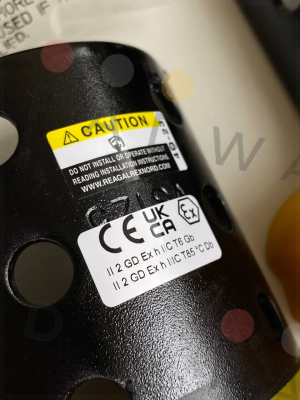 USED IF
CAUTION
DO NOT INSTALL OR OPERATE WITHOUT
READING INSTALLATION INSTRUCTIONS.
WWW.REAGALREXNORD.COM
CE UK
CA Ex
II 2 GD Ex h IIC T6 Gb
II 2 GD Ex h IIIC T85 °C Db